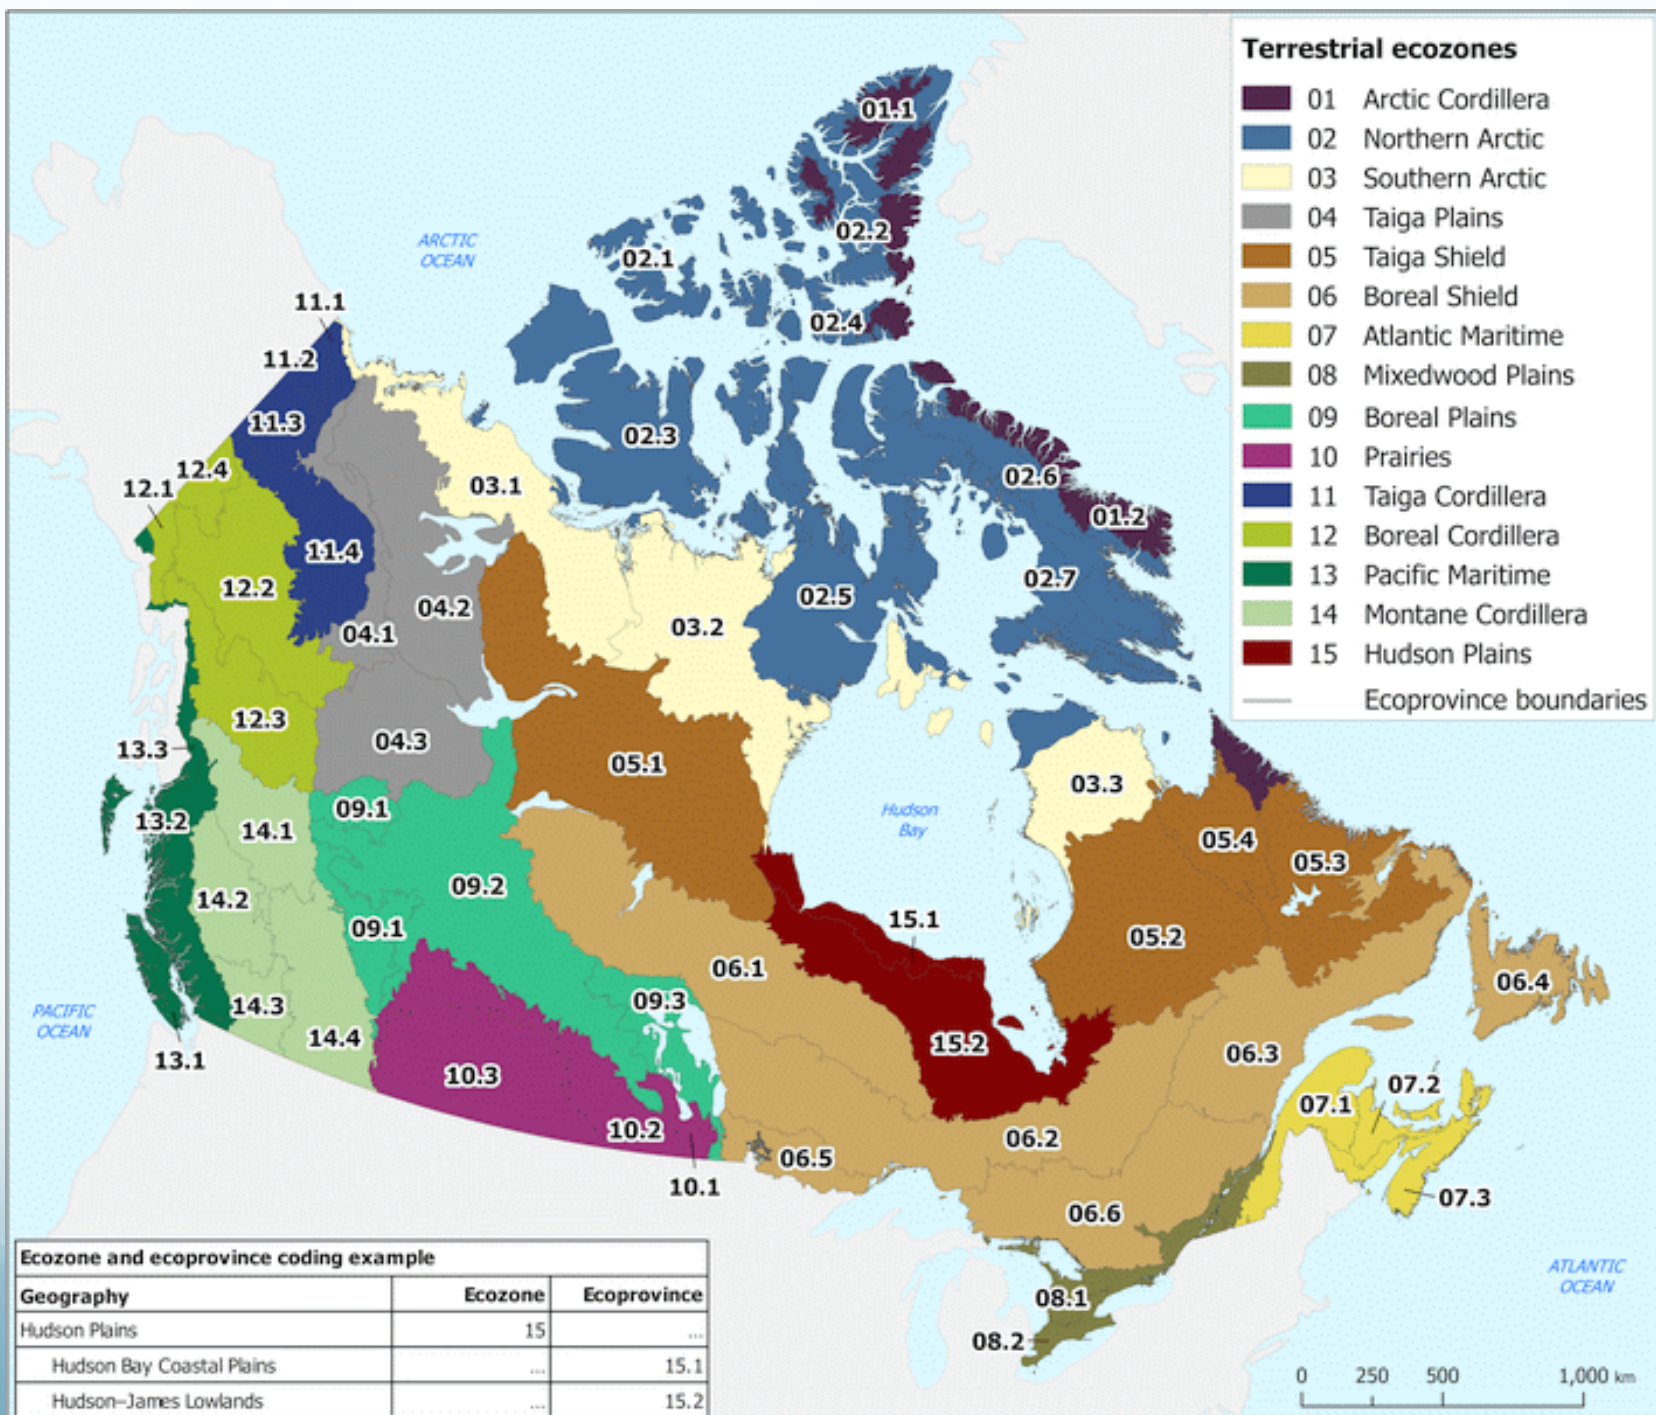 Terrestrial ecozones
01 Arctic Cordillera
02 Northern Arctic
03 Southern Arctic
04 Taiga Plains
05 Taiga Shield
06 Boreal Shield
07 Atlantic Maritime
08 Mixedwood Plains
09 Boreal Plains
10 Prairies
11 Taiga Cordillera
12 Boreal Cordillera
13 Pacific Maritime
14 Montane Cordillera
15 Hudson Plains
Ecoprovince boundaries
01.1
02.2
02.1
ARCTIC
OCEAN
11.1
02.4
11.2
11.3
02.3
12.4
02.6
12.1
03.1
01.2
11.4
02.7
12.2
02.5
04.2
04.1
03.2
12.3
04.3
13.3
05.1
03.3
09.1
Hudson
Bay
13.2
14.1
05.4
05.3
09.2
14.2
15.1
09.1
05.2
06.1
06.4
09.3
14.3
PACIFIC
OCEAN
14.4
15.2
06.3
13.1
10.3
07.2
07.1
10.2
06.2
06.5
10.1
07.3
06.6
ATLANTIC
OCEAN
08.1
08.2
0 250 500 1,000 km
Ecozone and ecoprovince coding example
Geography Ecozone Ecoprovince
Hudson Plains 15 ...
Hudson Bay Coastal Plains ... 15.1
Hudson–James Lowlands ... 15.2